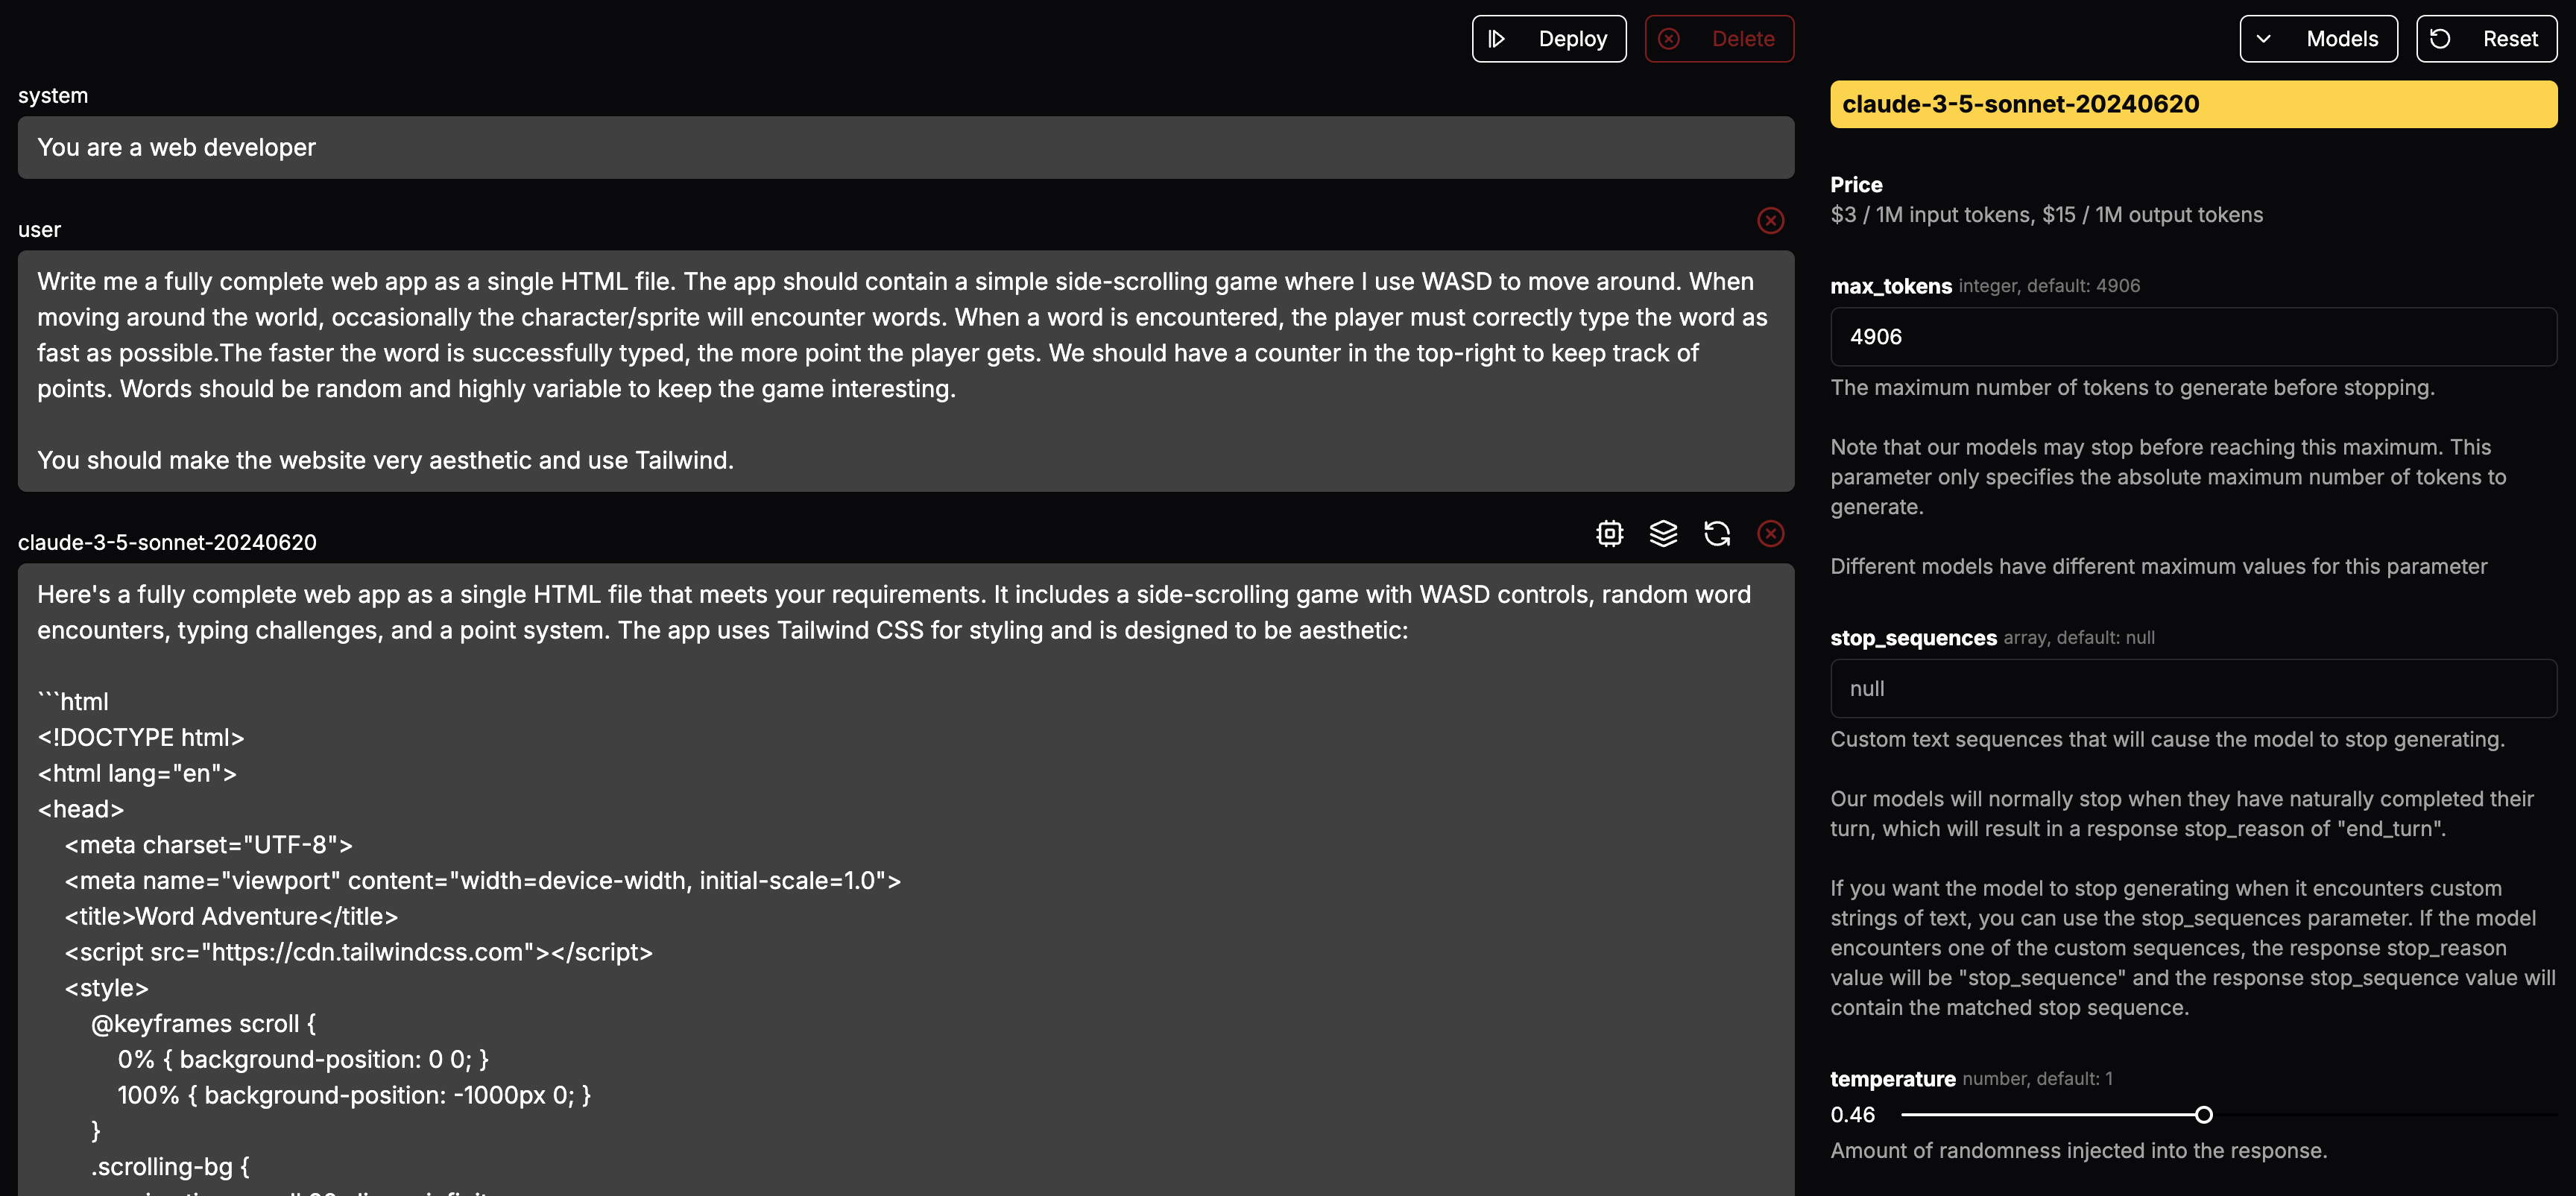 Deploy
Delete
Models
Reset
system
You are a web developer
user
Write me a fully complete web app as a single HTML file. The app should contain a simple side-scrolling game where I use WASD to move around. When
moving around the world, occasionally the character/sprite will encounter words. When a word is encountered, the player must correctly type the word as
fast as possible.The faster the word is successfully typed, the more point the player gets. We should have a counter in the top-right to keep track of
points. Words should be random and highly variable to keep the game interesting.
You should make the website very aesthetic and use Tailwind.
claude-3-5-sonnet-20240620
Here's a fully complete web app as a single HTML file that meets your requirements. It includes a side-scrolling game with WASD controls, random word
encounters, typing challenges, and a point system. The app uses Tailwind CSS for styling and is designed to be aesthetic:
```html
<!DOCTYPE html>
<html lang="en">
<head>
<meta charset="UTF-8">
<meta name="viewport" content="width=device-width, initial-scale=1.0">
<title>Word Adventure</title>
<script src="https://cdn.tailwindcss.com"></script>
<style>
@keyframes scroll {
0% { background-position: 0 0; }
100% { background-position: -1000px 0; }
}
.scrolling-bg {
claude-3-5-sonnet-20240620
Price
$3 / 1M input tokens, $15 / 1M output tokens
max_tokens integer, default: 4906
4906
The maximum number of tokens to generate before stopping.
Note that our models may stop before reaching this maximum. This
parameter only specifies the absolute maximum number of tokens to
generate.
Different models have different maximum values for this parameter
stop_sequences array, default: null
null
Custom text sequences that will cause the model to stop generating.
Our models will normally stop when they have naturally completed their
turn, which will result in a response stop_reason of "end_turn".
If you want the model to stop generating when it encounters custom
strings of text, you can use the stop_sequences parameter. If the model
encounters one of the custom sequences, the response stop_reason
value will be "stop_sequence" and the response stop_sequence value will
contain the matched stop sequence.
temperature number, default: 1
0.46
Amount of randomness injected into the response.